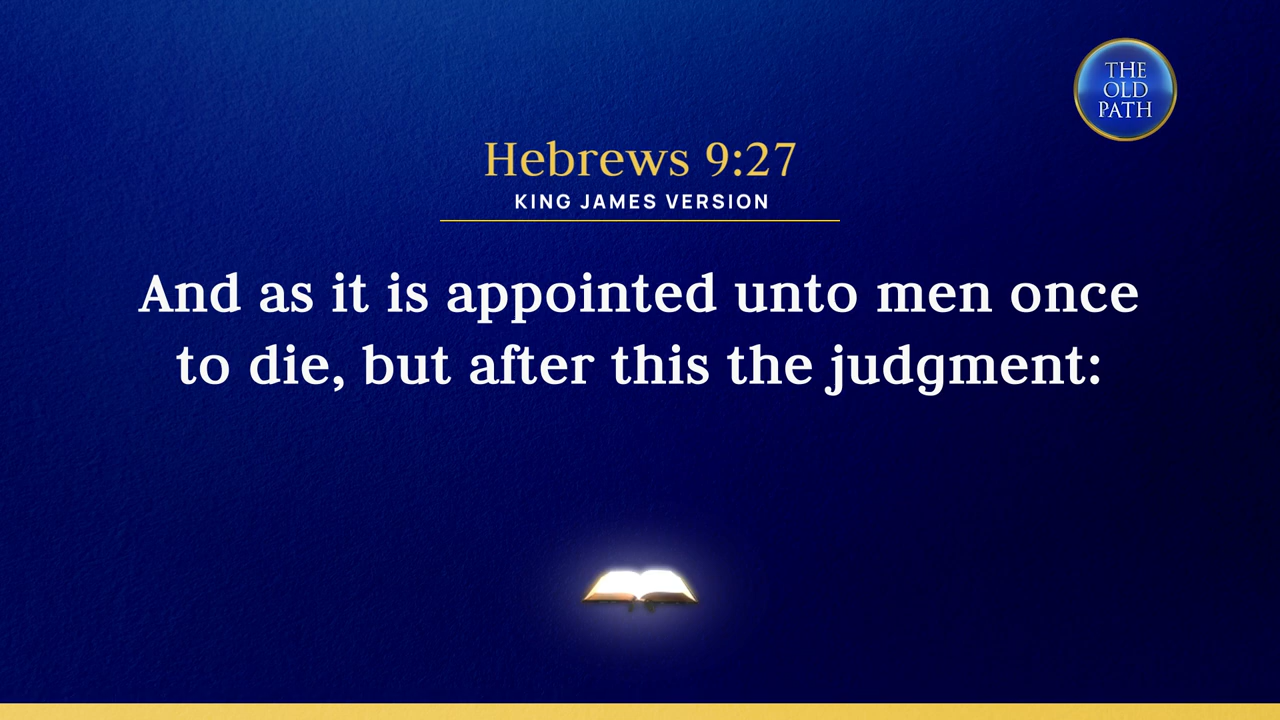 THE
OLD
PATH
Hebrews 9:27
KING JAMES VERSION
And as it is appointed unto men once
to die, but after this the judgment: